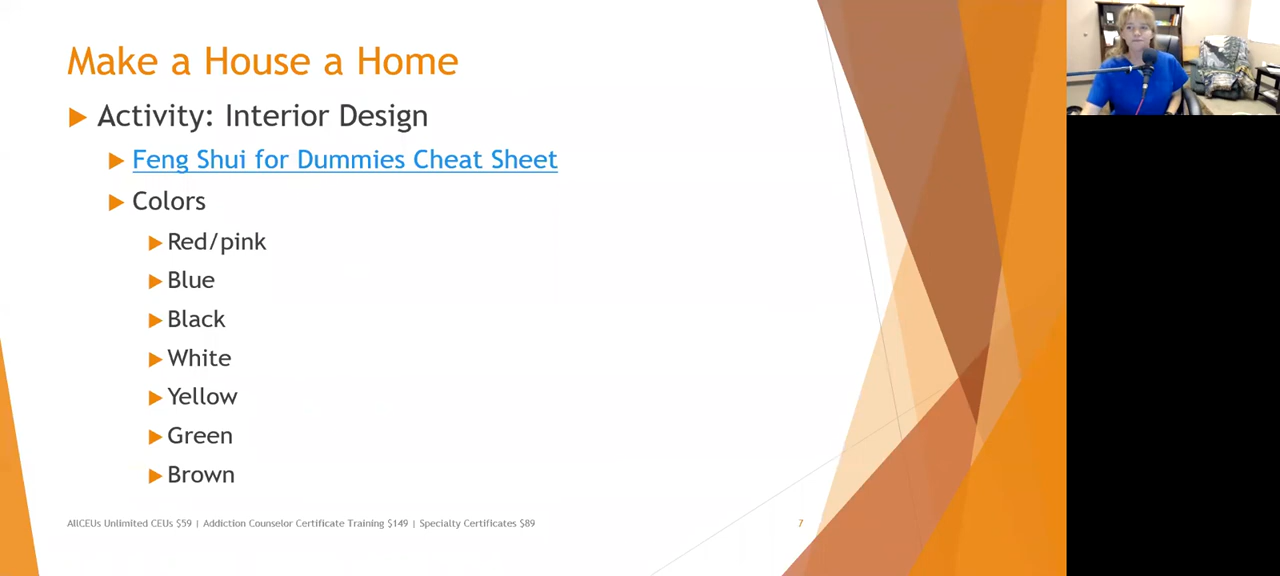 Make a House a Home
Activity: Interior Design
Feng Shui for Dummies Cheat Sheet
Colors
Red/pink
Blue
Black
White
Yellow
Green
Brown
AllCEUs Unlimited CEUs $59 | Addiction Counselor Certificate Training $149 | Specialty Certificates $89
7